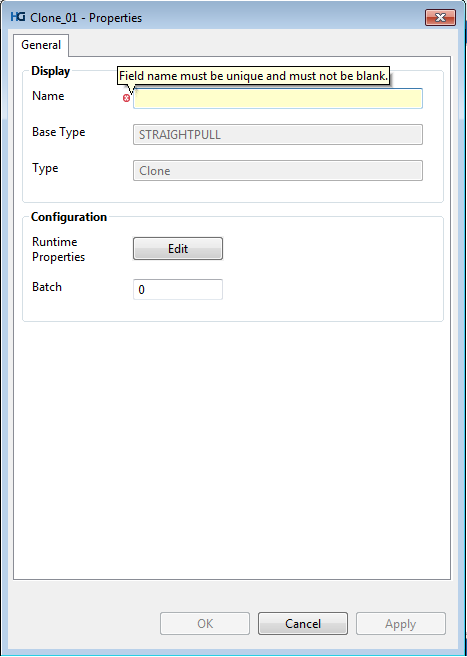 HG Clone_01 - Properties
General
Display
Field name must be unique and must not be blank.
Name
Base Type STRAIGHTPULL
Type Clone
Configuration
Runtime
Properties Edit
Batch 0
OK Cancel Apply